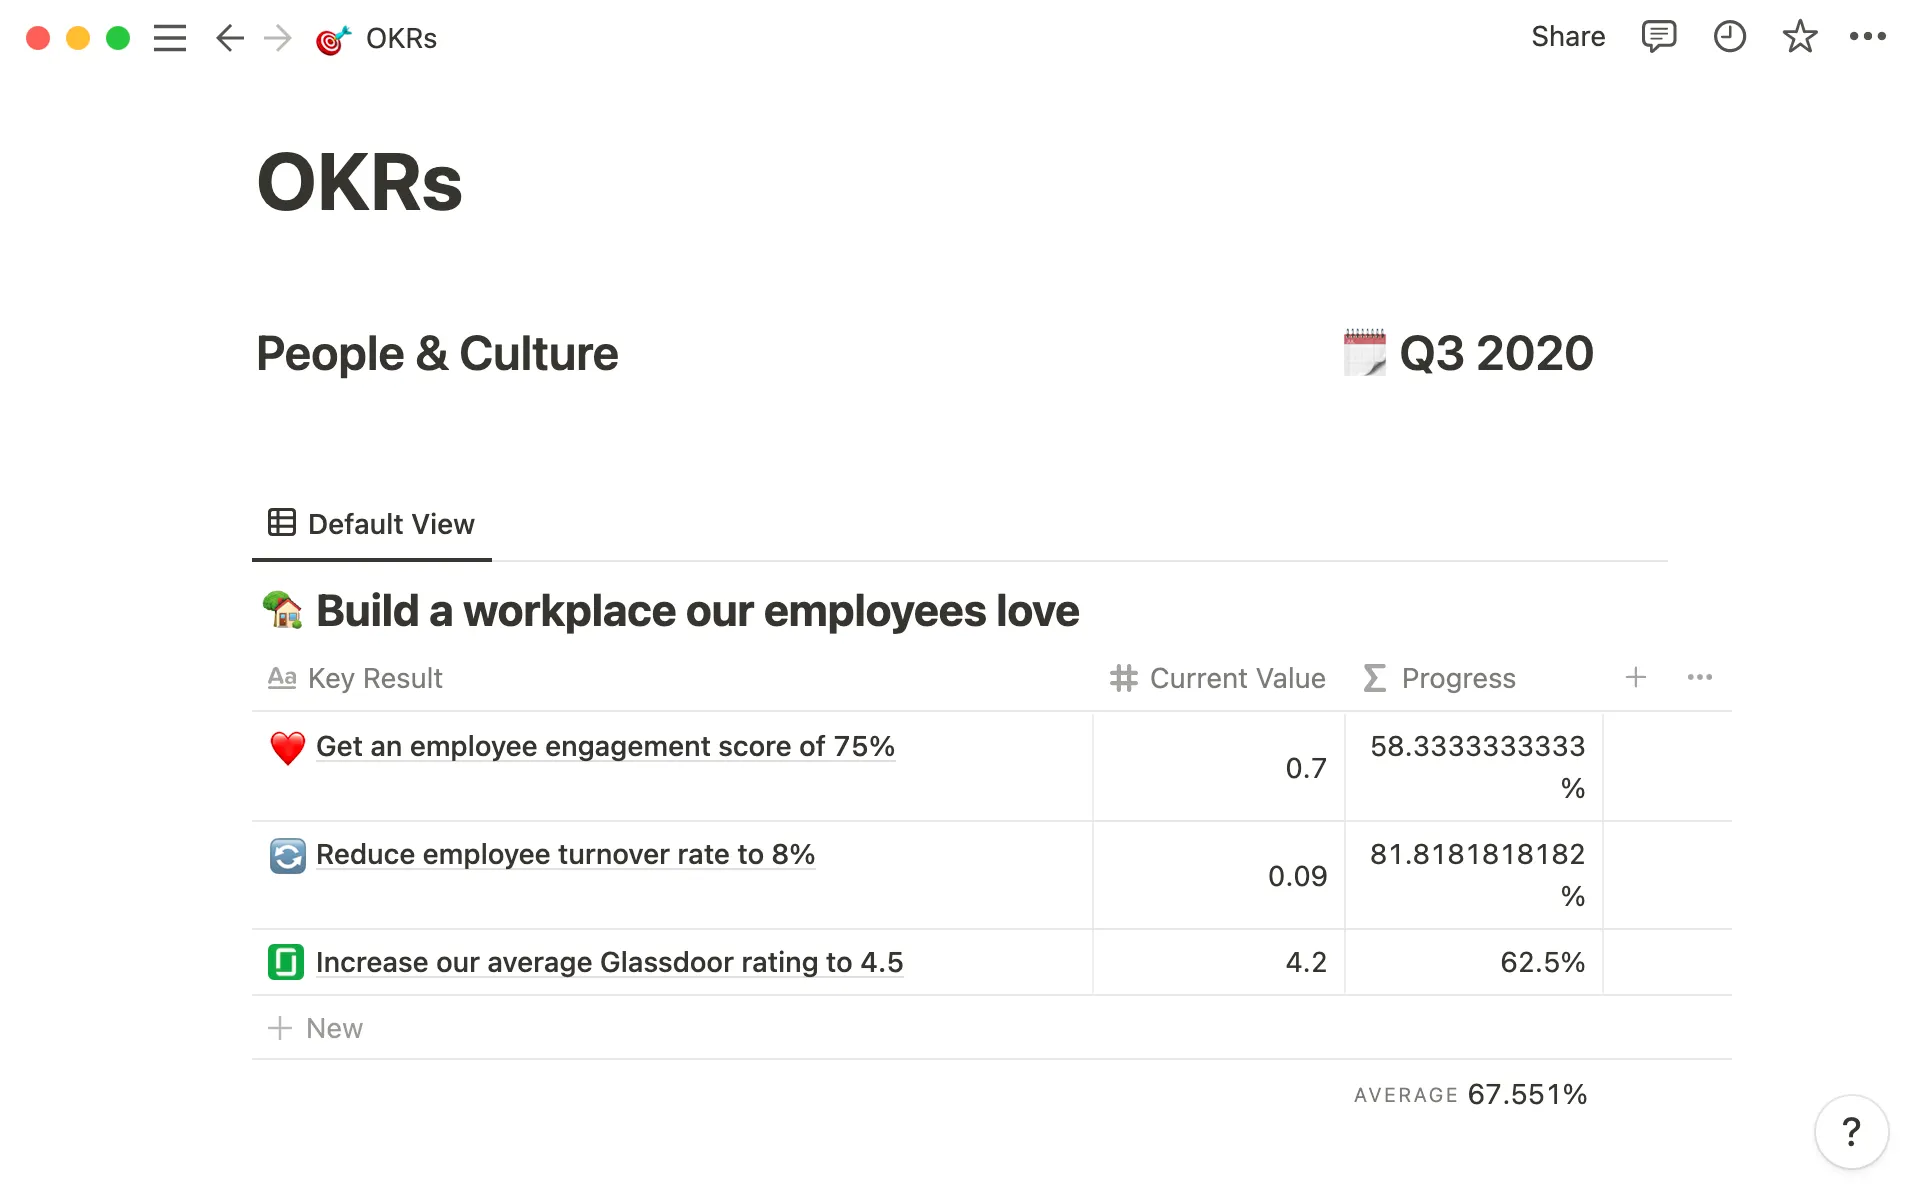 OKRs
Share
OKRs
People & Culture
Q3 2020
Default View
Build a workplace our employees love
Aa Key Result
Current Value
Progress
Get an employee engagement score of 75%
0.7
58.3333333333
%
Reduce employee turnover rate to 8%
0.09
81.8181818182
%
Increase our average Glassdoor rating to 4.5
4.2
62.5%
New
AVERAGE 67.551%
?